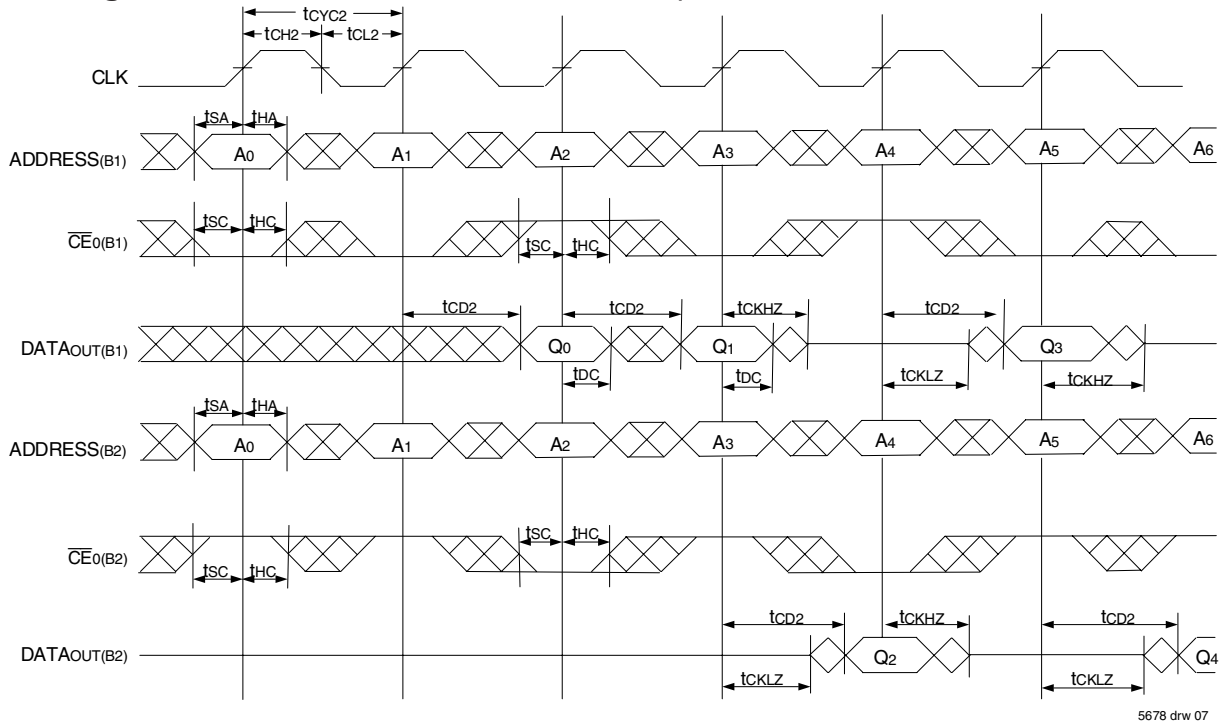 tCYC2
tCH2 tCL2
CLK
tSA tHA
ADDRESS(B1) A0 A1 A2 A3 A4 A5 A6
tSC tHC
CE0(B1)
tSC tHC
tCD2 tCD2 tCKHZ tCD2
DATAOUT(B1) Q0 Q1 Q3
tDC tDC tCKLZ tCKHZ
tSA tHA
ADDRESS(B2) A0 A1 A2 A3 A4 A5 A6
tSC tHC
CE0(B2)
tSC tHC
tCD2 tCKHZ tCD2
DATAOUT(B2) Q2 Q4
tCKLZ tCKLZ
5678 drw 07